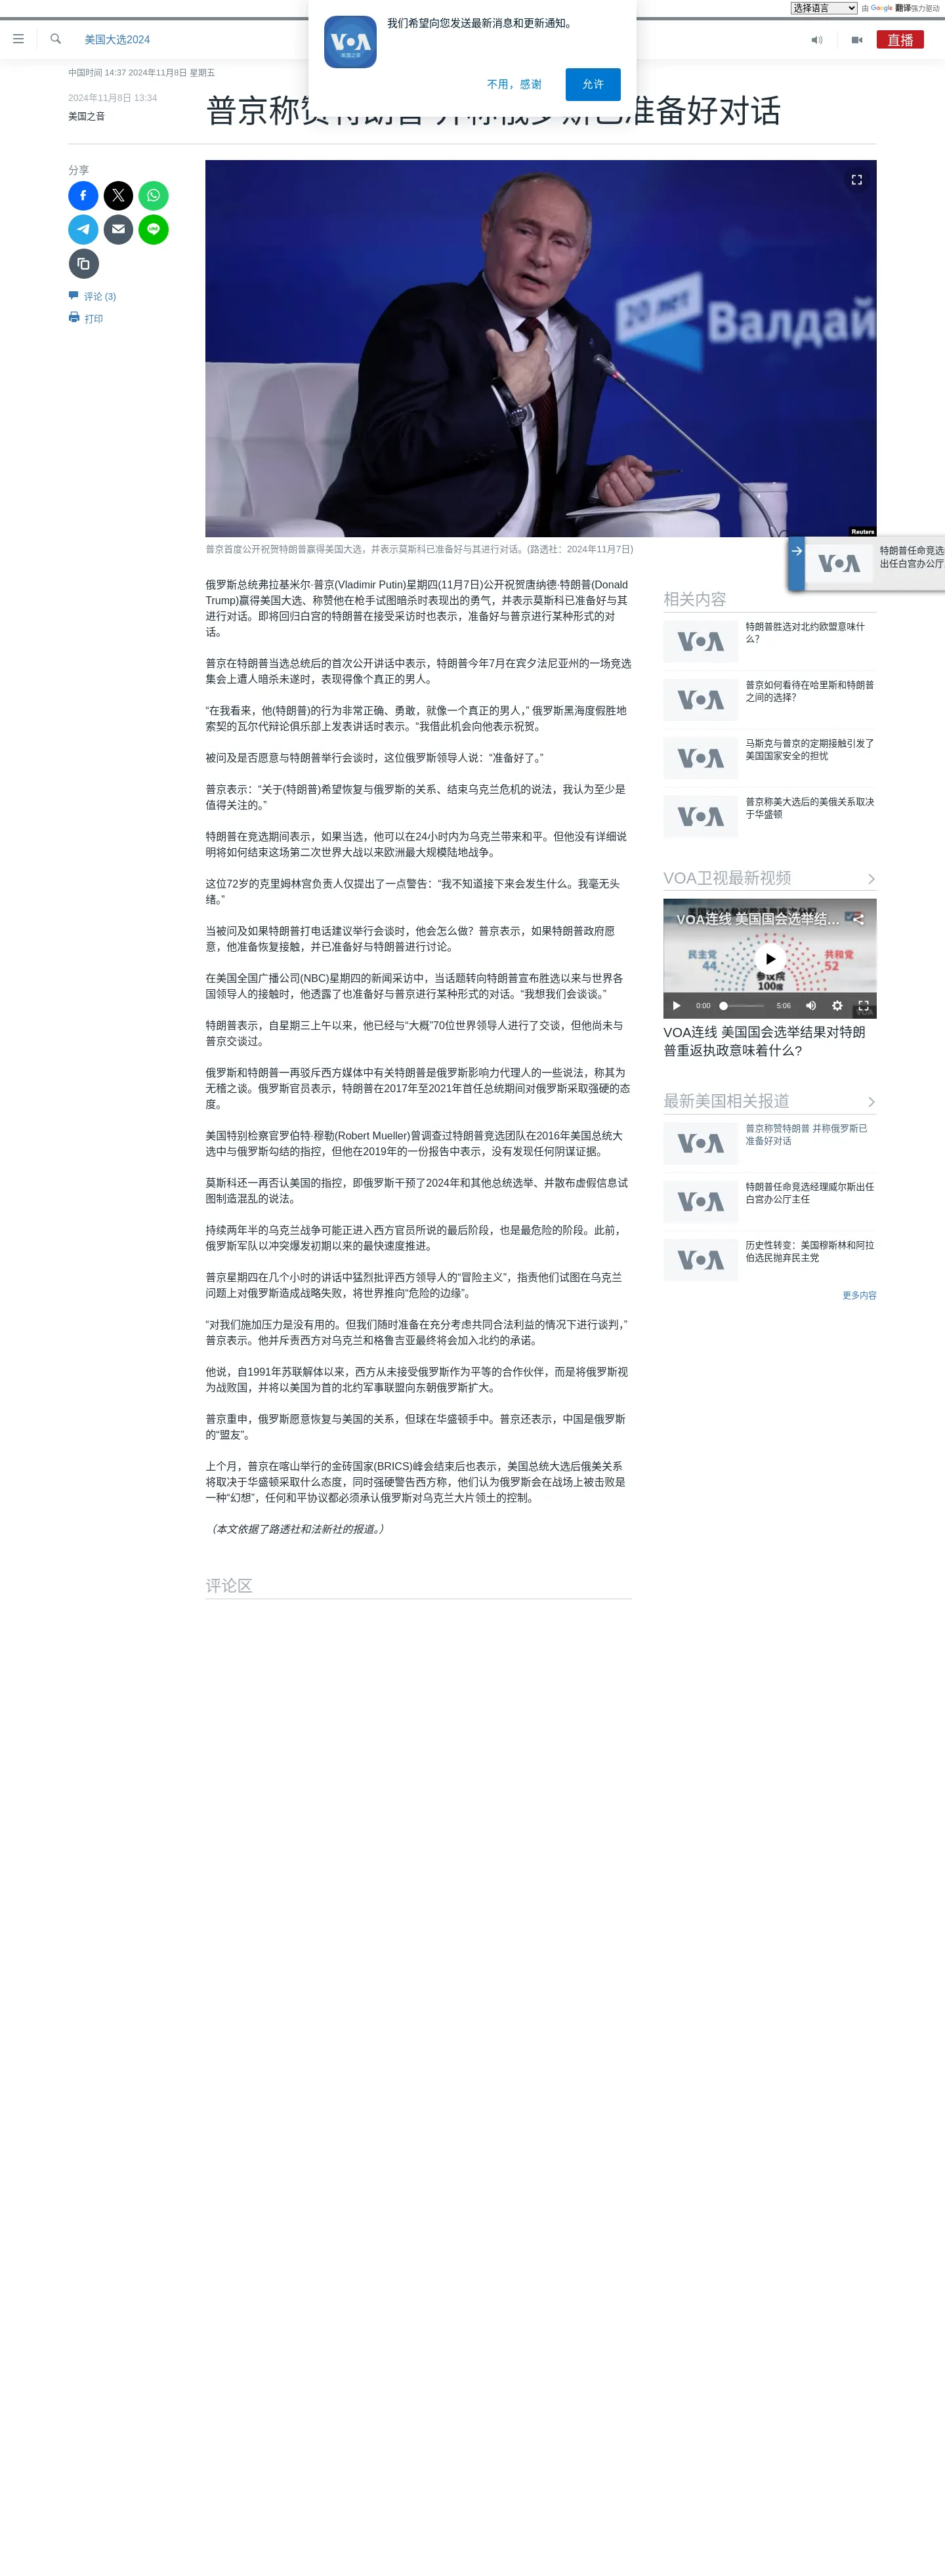 选择语言
由 Google 翻译强力驱动
美国大选2024
直播
VOA
美国之音
我们希望向您发送最新消息和更新通知。
不用，感谢
允许
中国时间 14:37 2024年11月8日 星期五
2024年11月8日 13:34
美国之音
普京称赞特朗普 并称俄罗斯已准备好对话
分享
评论 (3)
打印
20 лет
Валдай
Reuters
普京首度公开祝贺特朗普赢得美国大选，并表示莫斯科已准备好与其进行对话。(路透社：2024年11月7日)
特朗普任命竞选
出任白宫办公厅
俄罗斯总统弗拉基米尔·普京(Vladimir Putin)星期四(11月7日)公开祝贺唐纳德·特朗普(Donald
Trump)赢得美国大选、称赞他在枪手试图暗杀时表现出的勇气，并表示莫斯科已准备好与其
进行对话。即将回归白宫的特朗普在接受采访时也表示，准备好与普京进行某种形式的对
话。
普京在特朗普当选总统后的首次公开讲话中表示，特朗普今年7月在宾夕法尼亚州的一场竞选
集会上遭人暗杀未遂时，表现得像个真正的男人。
“在我看来，他(特朗普)的行为非常正确、勇敢，就像一个真正的男人，” 俄罗斯黑海度假胜地
索契的瓦尔代辩论俱乐部上发表讲话时表示。“我借此机会向他表示祝贺。
被问及是否愿意与特朗普举行会谈时，这位俄罗斯领导人说：“准备好了。”
普京表示：“关于(特朗普)希望恢复与俄罗斯的关系、结束乌克兰危机的说法，我认为至少是
值得关注的。”
特朗普在竞选期间表示，如果当选，他可以在24小时内为乌克兰带来和平。但他没有详细说
明将如何结束这场第二次世界大战以来欧洲最大规模陆地战争。
这位72岁的克里姆林宫负责人仅提出了一点警告：“我不知道接下来会发生什么。我毫无头
绪。”
当被问及如果特朗普打电话建议举行会谈时，他会怎么做？普京表示，如果特朗普政府愿
意，他准备恢复接触，并已准备好与特朗普进行讨论。
在美国全国广播公司(NBC)星期四的新闻采访中，当话题转向特朗普宣布胜选以来与世界各
国领导人的接触时，他透露了也准备好与普京进行某种形式的对话。“我想我们会谈谈。”
特朗普表示，自星期三上午以来，他已经与“大概”70位世界领导人进行了交谈，但他尚未与
普京交谈过。
俄罗斯和特朗普一再驳斥西方媒体中有关特朗普是俄罗斯影响力代理人的一些说法，称其为
无稽之谈。俄罗斯官员表示，特朗普在2017年至2021年首任总统期间对俄罗斯采取强硬的态
度。
美国特别检察官罗伯特·穆勒(Robert Mueller)曾调查过特朗普竞选团队在2016年美国总统大
选中与俄罗斯勾结的指控，但他在2019年的一份报告中表示，没有发现任何阴谋证据。
莫斯科还一再否认美国的指控，即俄罗斯干预了2024年和其他总统选举、并散布虚假信息试
图制造混乱的说法。
持续两年半的乌克兰战争可能正进入西方官员所说的最后阶段，也是最危险的阶段。此前，
俄罗斯军队以冲突爆发初期以来的最快速度推进。
普京星期四在几个小时的讲话中猛烈批评西方领导人的“冒险主义”，指责他们试图在乌克兰
问题上对俄罗斯造成战略失败，将世界推向“危险的边缘”。
“对我们施加压力是没有用的。但我们随时准备在充分考虑共同合法利益的情况下进行谈判，”
普京表示。他并斥责西方对乌克兰和格鲁吉亚最终将会加入北约的承诺。
他说，自1991年苏联解体以来，西方从未接受俄罗斯作为平等的合作伙伴，而是将俄罗斯视
为战败国，并将以美国为首的北约军事联盟向东朝俄罗斯扩大。
普京重申，俄罗斯愿意恢复与美国的关系，但球在华盛顿手中。普京还表示，中国是俄罗斯
的“盟友”。
上个月，普京在喀山举行的金砖国家(BRICS)峰会结束后也表示，美国总统大选后俄美关系
将取决于华盛顿采取什么态度，同时强硬警告西方称，他们认为俄罗斯会在战场上被击败是
一种“幻想”，任何和平协议都必须承认俄罗斯对乌克兰大片领土的控制。
（本文依据了路透社和法新社的报道。）
评论区
相关内容
VOA
特朗普胜选对北约欧盟意味什
么？
VOA
普京如何看待在哈里斯和特朗普
之间的选择？
VOA
马斯克与普京的定期接触引发了
美国国家安全的担忧
VOA
普京称美大选后的美俄关系取决
于华盛顿
VOA卫视最新视频
VOA连线 美国国会选举结...
民主党
44
共和党
52
参议院
100席
0:00
5:06
VOA连线 美国国会选举结果对特朗
普重返执政意味着什么?
最新美国相关报道
VOA
普京称赞特朗普 并称俄罗斯已
准备好对话
VOA
特朗普任命竞选经理威尔斯出任
白宫办公厅主任
VOA
历史性转变：美国穆斯林和阿拉
伯选民抛弃民主党
更多内容